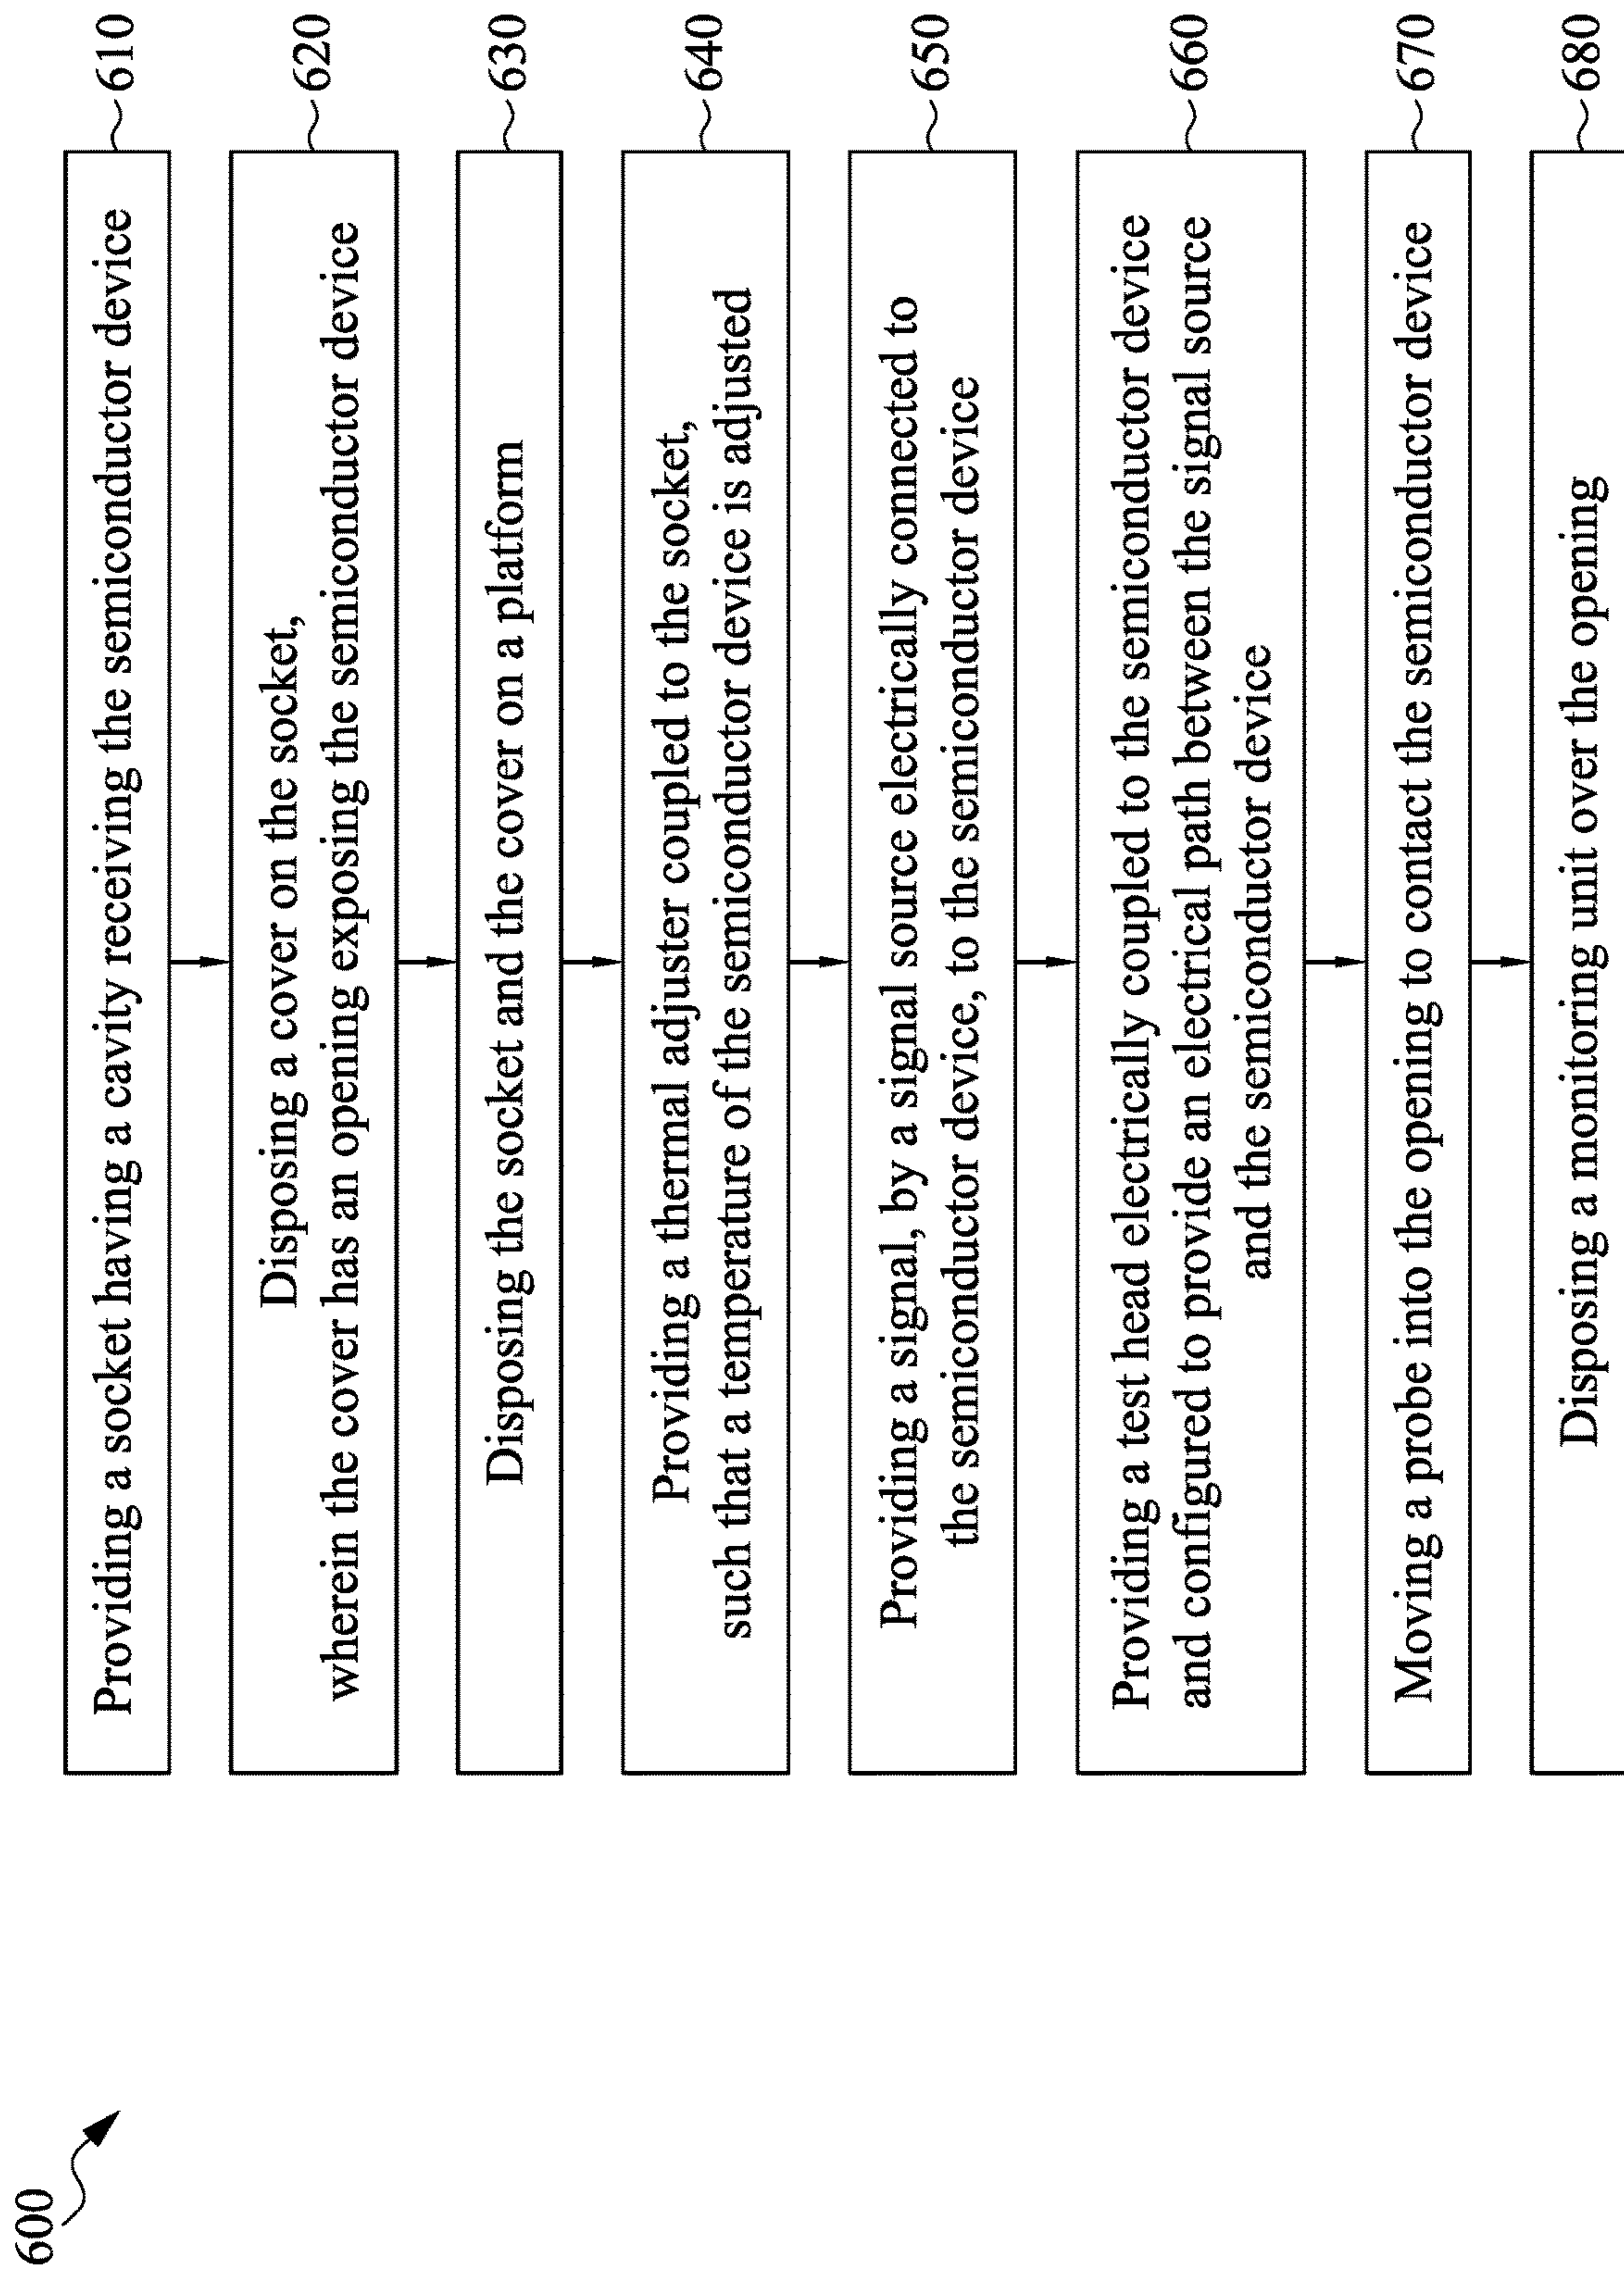 600
Providing a socket having a cavity receiving the semiconductor device
610
Disposing a cover on the socket,
wherein the cover has an opening exposing the semiconductor device
620
Disposing the socket and the cover on a platform
630
Providing a thermal adjuster coupled to the socket,
such that a temperature of the semiconductor device is adjusted
640
Providing a signal, by a signal source electrically connected to
the semiconductor device, to the semiconductor device
650
Providing a test head electrically coupled to the semiconductor device
and configured to provide an electrical path between the signal source
and the semiconductor device
660
Moving a probe into the opening to contact the semiconductor device
670
Disposing a monitoring unit over the opening
680